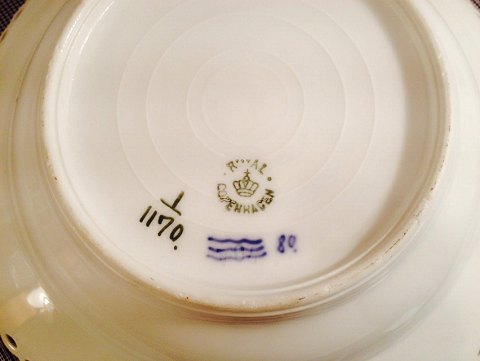 ROYAL
COPENHAGEN
1
1170.
80.